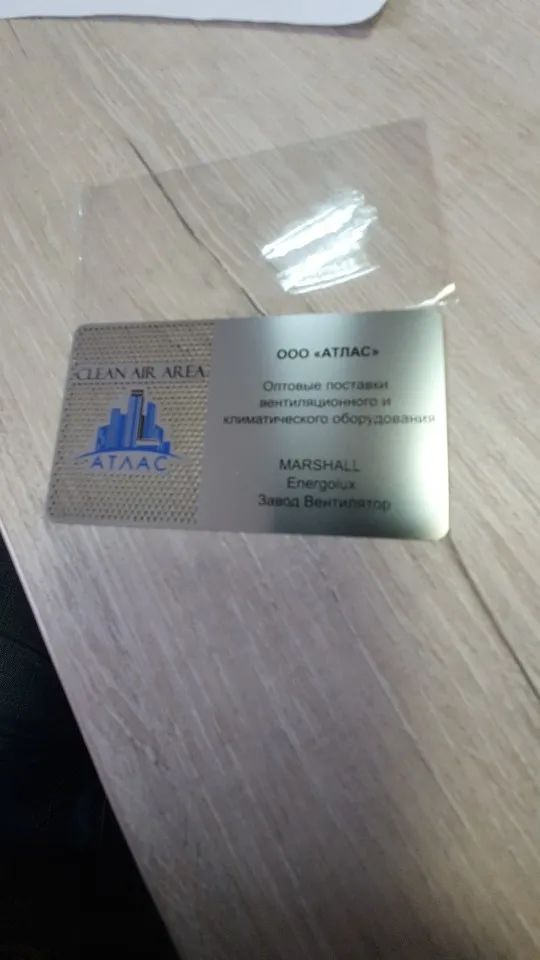 CLEAN AIR AREA
АТЛАС
ООО «АТЛАС»
Оптовые поставки
вентиляционного и
климатического оборудования
MARSHALL
Energolux
Завод Вентилятор